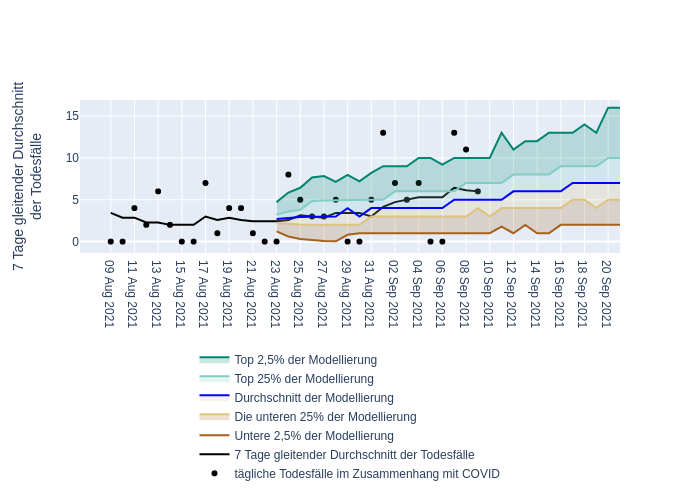 7 Tage gleitender Durchschnitt
der Todesfälle
15
10
5
0
09 Aug 2021
11 Aug 2021
13 Aug 2021
15 Aug 2021
17 Aug 2021
19 Aug 2021
21 Aug 2021
23 Aug 2021
25 Aug 2021
27 Aug 2021
29 Aug 2021
31 Aug 2021
02 Sep 2021
04 Sep 2021
06 Sep 2021
08 Sep 2021
10 Sep 2021
12 Sep 2021
14 Sep 2021
16 Sep 2021
18 Sep 2021
20 Sep 2021
Top 2,5% der Modellierung
Top 25% der Modellierung
Durchschnitt der Modellierung
Die unteren 25% der Modellierung
Untere 2,5% der Modellierung
7 Tage gleitender Durchschnitt der Todesfälle
tägliche Todesfälle im Zusammenhang mit COVID